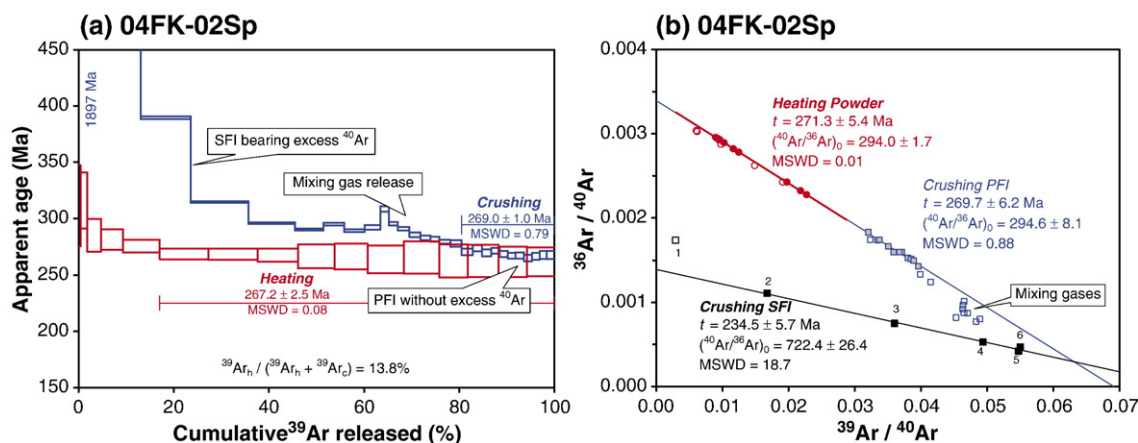 (a) 04FK-02Sp
Apparent age (Ma)
450
400
350
300
250
200
150
1897 Ma
SFI bearing excess ⁴⁰Ar
Mixing gas release
Crushing
269.0 ± 1.0 Ma
MSWD = 0.79
Heating
267.2 ± 2.5 Ma
MSWD = 0.08
PFI without excess ⁴⁰Ar
³⁹Arₕ / (³⁹Arₕ + ³⁹Ar꜀) = 13.8%
0 20 40 60 80 100
Cumulative³⁹Ar released (%)
(b) 04FK-02Sp
³⁶Ar / ⁴⁰Ar
0.004
0.003
0.002
0.001
0.000
Heating Powder
t = 271.3 ± 5.4 Ma
(⁴⁰Ar/³⁶Ar)₀ = 294.0 ± 1.7
MSWD = 0.01
Crushing PFI
t = 269.7 ± 6.2 Ma
(⁴⁰Ar/³⁶Ar)₀ = 294.6 ± 8.1
MSWD = 0.88
Mixing gases
1
2
3
4
5
6
Crushing SFI
t = 234.5 ± 5.7 Ma
(⁴⁰Ar/³⁶Ar)₀ = 722.4 ± 26.4
MSWD = 18.7
0.00 0.01 0.02 0.03 0.04 0.05 0.06 0.07
³⁹Ar / ⁴⁰Ar